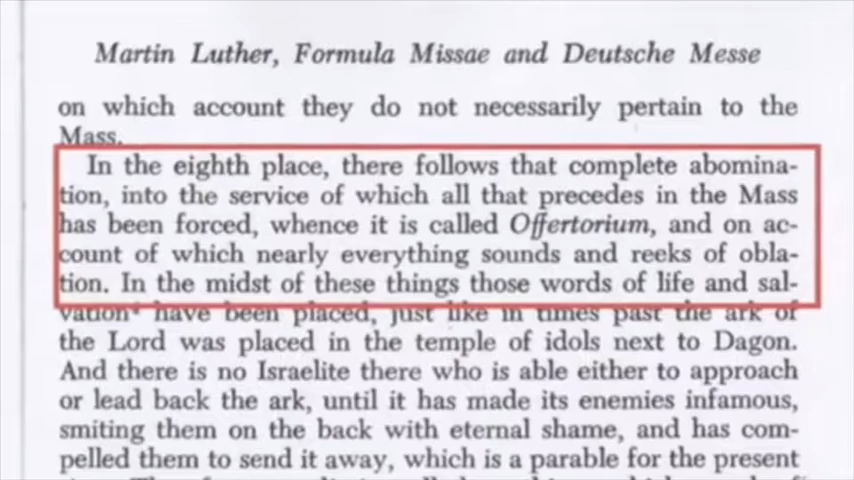 Martin Luther, Formula Missae and Deutsche Messe
on which account they do not necessarily pertain to the
Mass.
In the eighth place, there follows that complete abomina-
tion, into the service of which all that precedes in the Mass
has been forced, whence it is called Offertorium, and on ac-
count of which nearly everything sounds and reeks of obla-
tion. In the midst of these things those words of life and sal-
vation¹ have been placed, just like in times past the ark of
the Lord was placed in the temple of idols next to Dagon.
And there is no Israelite there who is able either to approach
or lead back the ark, until it has made its enemies infamous,
smiting them on the back with eternal shame, and has com-
pelled them to send it away, which is a parable for the present